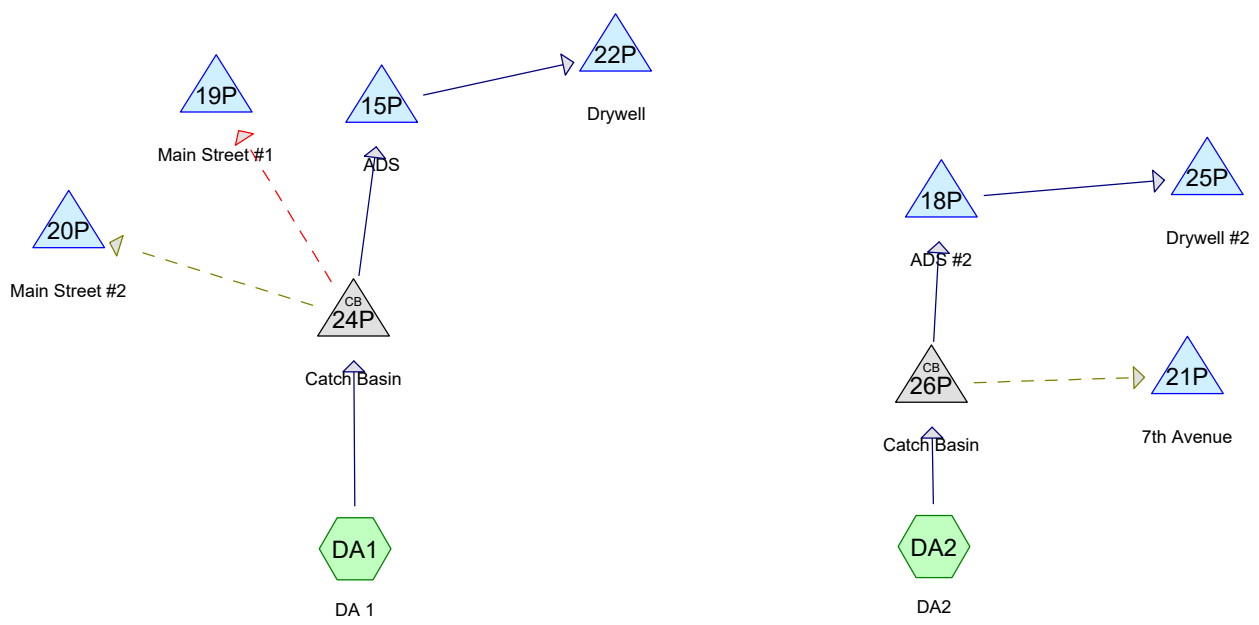 22P
Drywell
19P
Main Street #1
15P
ADS
20P
Main Street #2
CB
24P
Catch Basin
DA1
DA 1
18P
ADS #2
25P
Drywell #2
CB
26P
Catch Basin
21P
7th Avenue
DA2
DA2